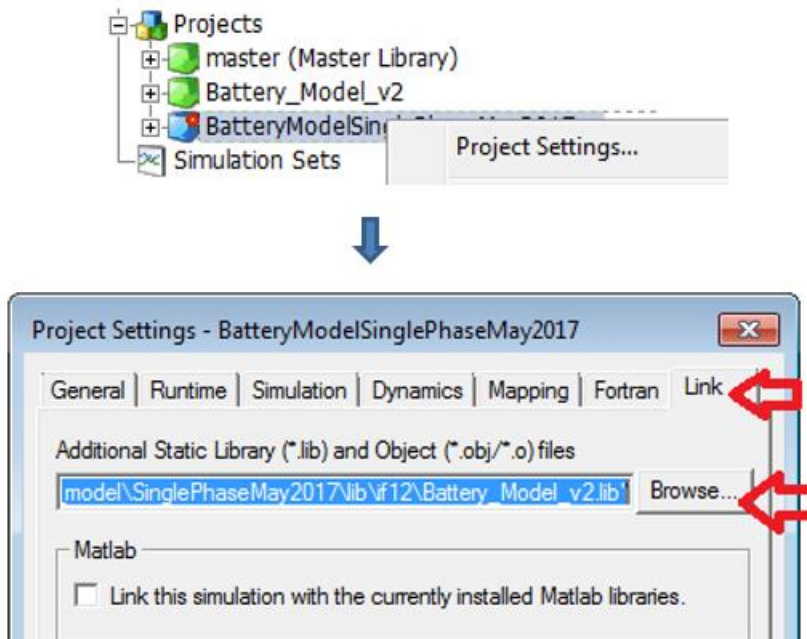 Projects
master (Master Library)
Battery_Model_v2
Project Settings...
Simulation Sets
Project Settings - BatteryModelSinglePhaseMay2017
General Runtime Simulation Dynamics Mapping Fortran Link
Additional Static Library (*.lib) and Object (*.obj/*.o) files
model\SinglePhaseMay2017\lib\if12\Battery_Model_v2.lib" Browse...
Matlab
Link this simulation with the currently installed Matlab libraries.